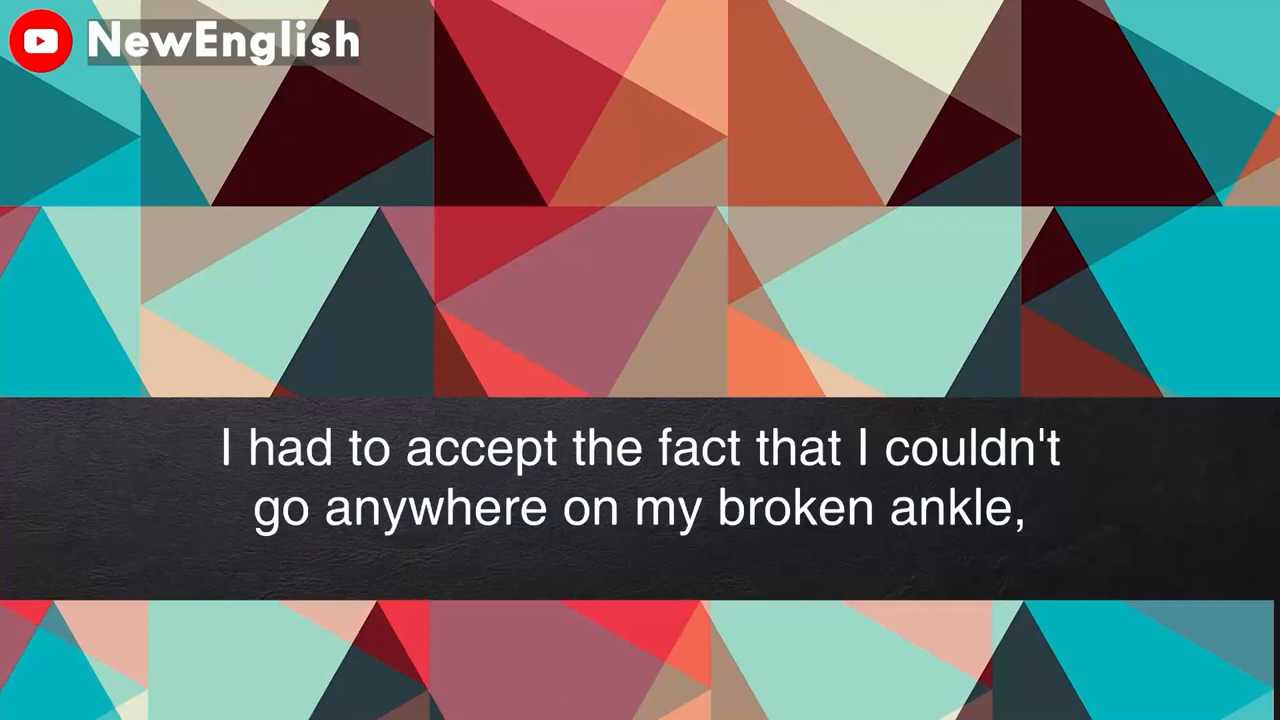 NewEnglish
I had to accept the fact that I couldn't
go anywhere on my broken ankle,